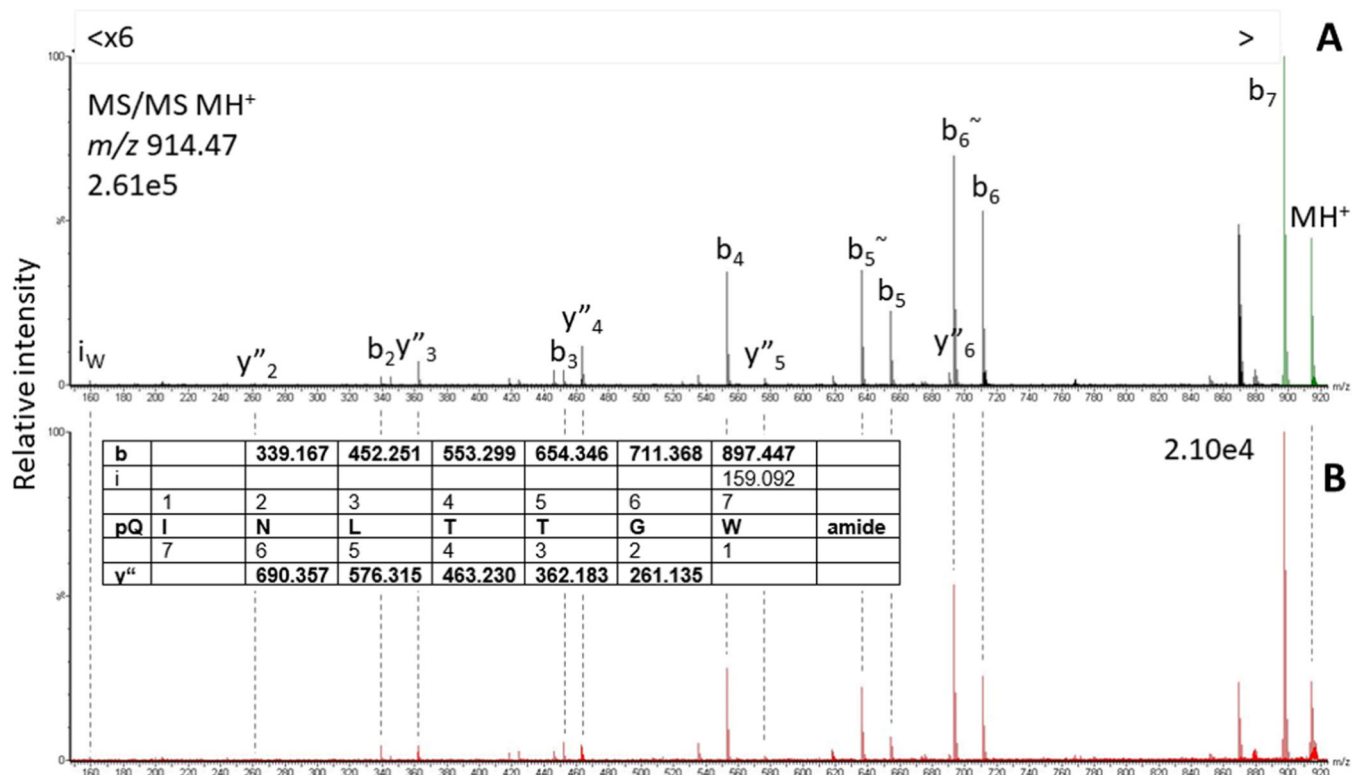 <x6 >
A
100
MS/MS MH⁺
m/z 914.47
2.61e5
b₇
b₆~
b₆
MH⁺
b₄
b₅~
b₅
y”₄
i_W
y”₂
b₂ y”₃
b₃
y”₅
y”₆
0
160 180 200 220 240 260 280 300 320 340 360 380 400 420 440 460 480 500 520 540 560 580 600 620 640 660 680 700 720 740 760 780 800 820 840 860 880 900 920 m/z
Relative intensity
100
2.10e4
B
b 339.167 452.251 553.299 654.346 711.368 897.447
i 159.092
1 2 3 4 5 6 7
pQ I N L T T G W amide
7 6 5 4 3 2 1
y“ 690.357 576.315 463.230 362.183 261.135
0
160 180 200 220 240 260 280 300 320 340 360 380 400 420 440 460 480 500 520 540 560 580 600 620 640 660 680 700 720 740 760 780 800 820 840 860 880 900 920 m/z